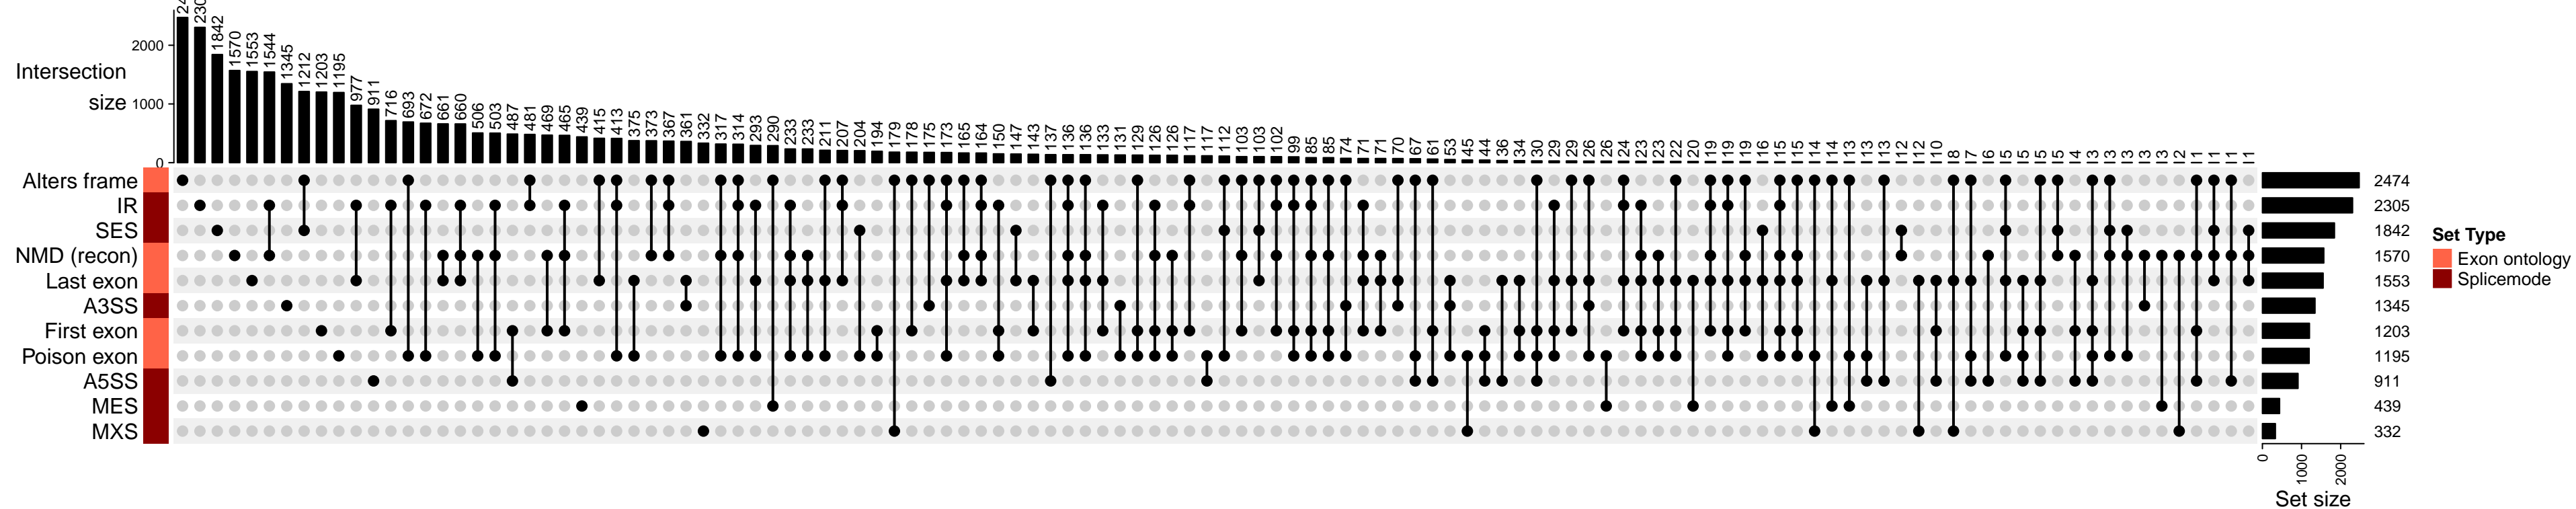 24 230 1842 1570 1553 1544 1345 1212 1203 1195 977 911 716 693 672 661 660 506 503 487 481 469 465 439 415 413 375 373 367 361 332 317 314 293 290 233 233 211 207 204 194 179 178 175 173 165 164 150 147 143 137 136 136 133 131 129 126 126 117 117 112 103 103 102 99 85 85 74 71 71 70 67 61 53 45 44 36 34 30 29 29 26 26 24 23 23 22 20 19 19 19 16 15 15 14 14 13 13 13 12 12 10 8 7 6 5 5 5 5 4 3 3 3 3 3 2 1 1 1 1
2000
Intersection
size
1000
0
Alters frame
2474
IR
2305
SES
1842
NMD (recon)
1570
Last exon
1553
A3SS
1345
First exon
1203
Poison exon
1195
A5SS
911
MES
439
MXS
332
0 1000 2000
Set size
Set Type
Exon ontology
Splicemode